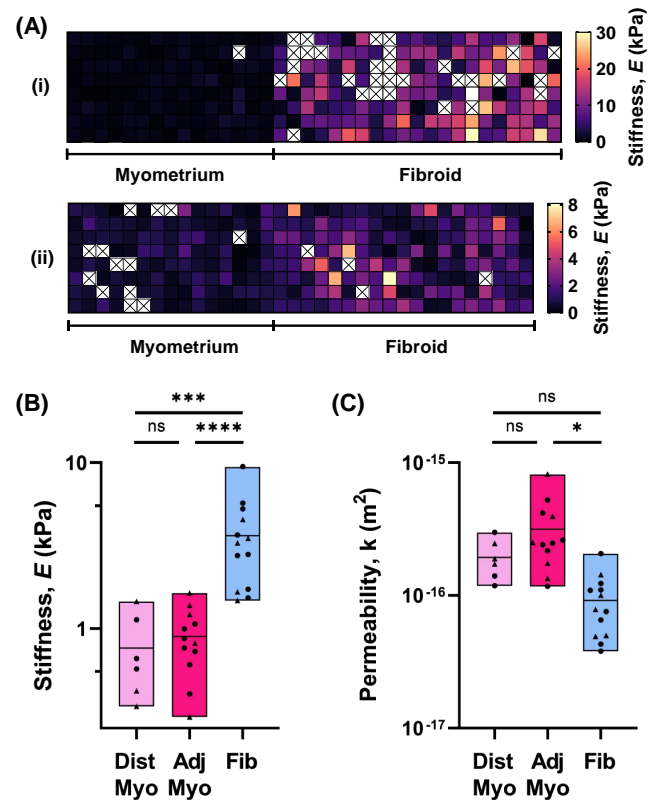 (A)
(i)
30
20
10
0
Stiffness, E (kPa)
Myometrium Fibroid
(ii)
8
6
4
2
0
Stiffness, E (kPa)
Myometrium Fibroid
(B)
***
ns ****
10
1
Stiffness, E (kPa)
Dist Myo Adj Myo Fib
(C)
ns
ns *
10⁻¹⁵
10⁻¹⁶
10⁻¹⁷
Permeability, k (m²)
Dist Myo Adj Myo Fib